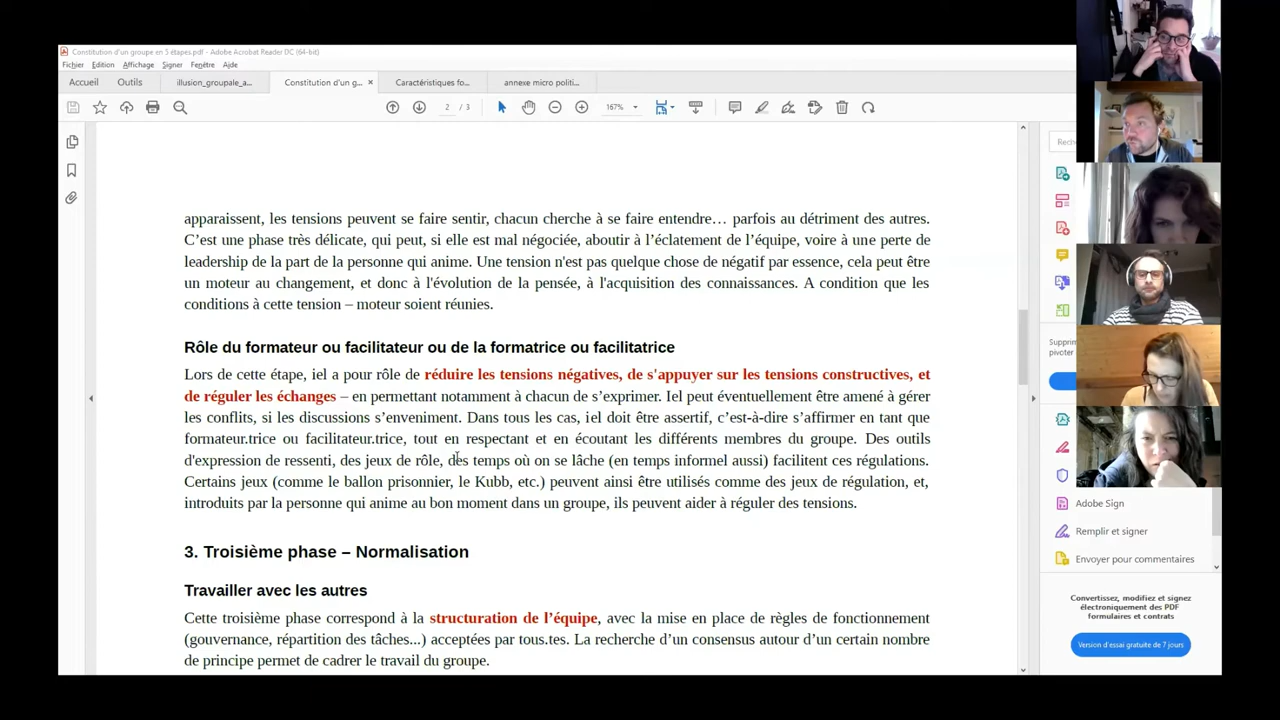 Constitution d'un groupe en 5 étapes.pdf - Adobe Acrobat Reader DC (64-bit)
Fichier Edition Affichage Signer Fenêtre Aide
Accueil Outils illusion_groupale_a... Constitution d'un g... × Caractéristiques fo... annexe micro politi...
2 / 3 167%
apparaissent, les tensions peuvent se faire sentir, chacun cherche à se faire entendre… parfois au détriment des autres.
C’est une phase très délicate, qui peut, si elle est mal négociée, aboutir à l’éclatement de l’équipe, voire à une perte de
leadership de la part de la personne qui anime. Une tension n'est pas quelque chose de négatif par essence, cela peut être
un moteur au changement, et donc à l'évolution de la pensée, à l'acquisition des connaissances. A condition que les
conditions à cette tension – moteur soient réunies.
Rôle du formateur ou facilitateur ou de la formatrice ou facilitatrice
Lors de cette étape, iel a pour rôle de réduire les tensions négatives, de s'appuyer sur les tensions constructives, et
de réguler les échanges – en permettant notamment à chacun de s’exprimer. Iel peut éventuellement être amené à gérer
les conflits, si les discussions s’enveniment. Dans tous les cas, iel doit être assertif, c’est-à-dire s’affirmer en tant que
formateur.trice ou facilitateur.trice, tout en respectant et en écoutant les différents membres du groupe. Des outils
d'expression de ressenti, des jeux de rôle, des temps où on se lâche (en temps informel aussi) facilitent ces régulations.
Certains jeux (comme le ballon prisonnier, le Kubb, etc.) peuvent ainsi être utilisés comme des jeux de régulation, et,
introduits par la personne qui anime au bon moment dans un groupe, ils peuvent aider à réguler des tensions.
3. Troisième phase – Normalisation
Travailler avec les autres
Cette troisième phase correspond à la structuration de l’équipe, avec la mise en place de règles de fonctionnement
(gouvernance, répartition des tâches...) acceptées par tous.tes. La recherche d’un consensus autour d’un certain nombre
de principe permet de cadrer le travail du groupe.
Rech
Supprim
pivoter
Adobe Sign
Remplir et signer
Envoyer pour commentaires
Convertissez, modifiez et signez
électroniquement des PDF
formulaires et contrats
Version d'essai gratuite de 7 jours